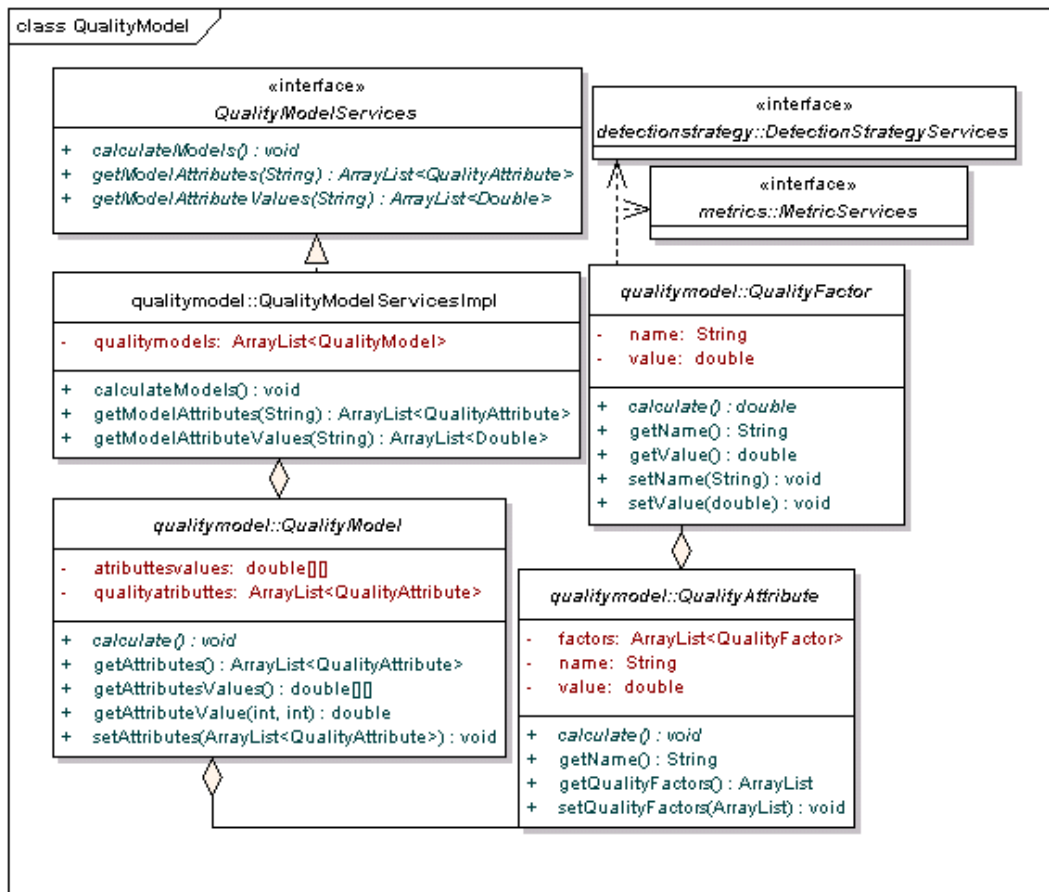 class QualityModel
«interface»
QualityModelServices
+ calculateModels() : void
+ getModelAttributes(String) : ArrayList<QualityAttribute>
+ getModelAttributeValues(String) : ArrayList<Double>
«interface»
detectionstrategy::DetectionStrategyServices
«interface»
metrics::MetricServices
qualitymodel::QualityModelServicesImpl
- qualitymodels: ArrayList<QualityModel>
+ calculateModels() : void
+ getModelAttributes(String) : ArrayList<QualityAttribute>
+ getModelAttributeValues(String) : ArrayList<Double>
qualitymodel::QualityFactor
- name: String
- value: double
+ calculate() : double
+ getName() : String
+ getValue() : double
+ setName(String) : void
+ setValue(double) : void
qualitymodel::QualityModel
- atributtesvalues: double[][]
- qualityatributtes: ArrayList<QualityAttribute>
+ calculate() : void
+ getAttributes() : ArrayList<QualityAttribute>
+ getAttributesValues() : double[][]
+ getAttributeValue(int, int) : double
+ setAttributes(ArrayList<QualityAttribute>) : void
qualitymodel::QualityAttribute
- factors: ArrayList<QualityFactor>
- name: String
- value: double
+ calculate() : void
+ getName() : String
+ getQualityFactors() : ArrayList
+ setQualityFactors(ArrayList) : void